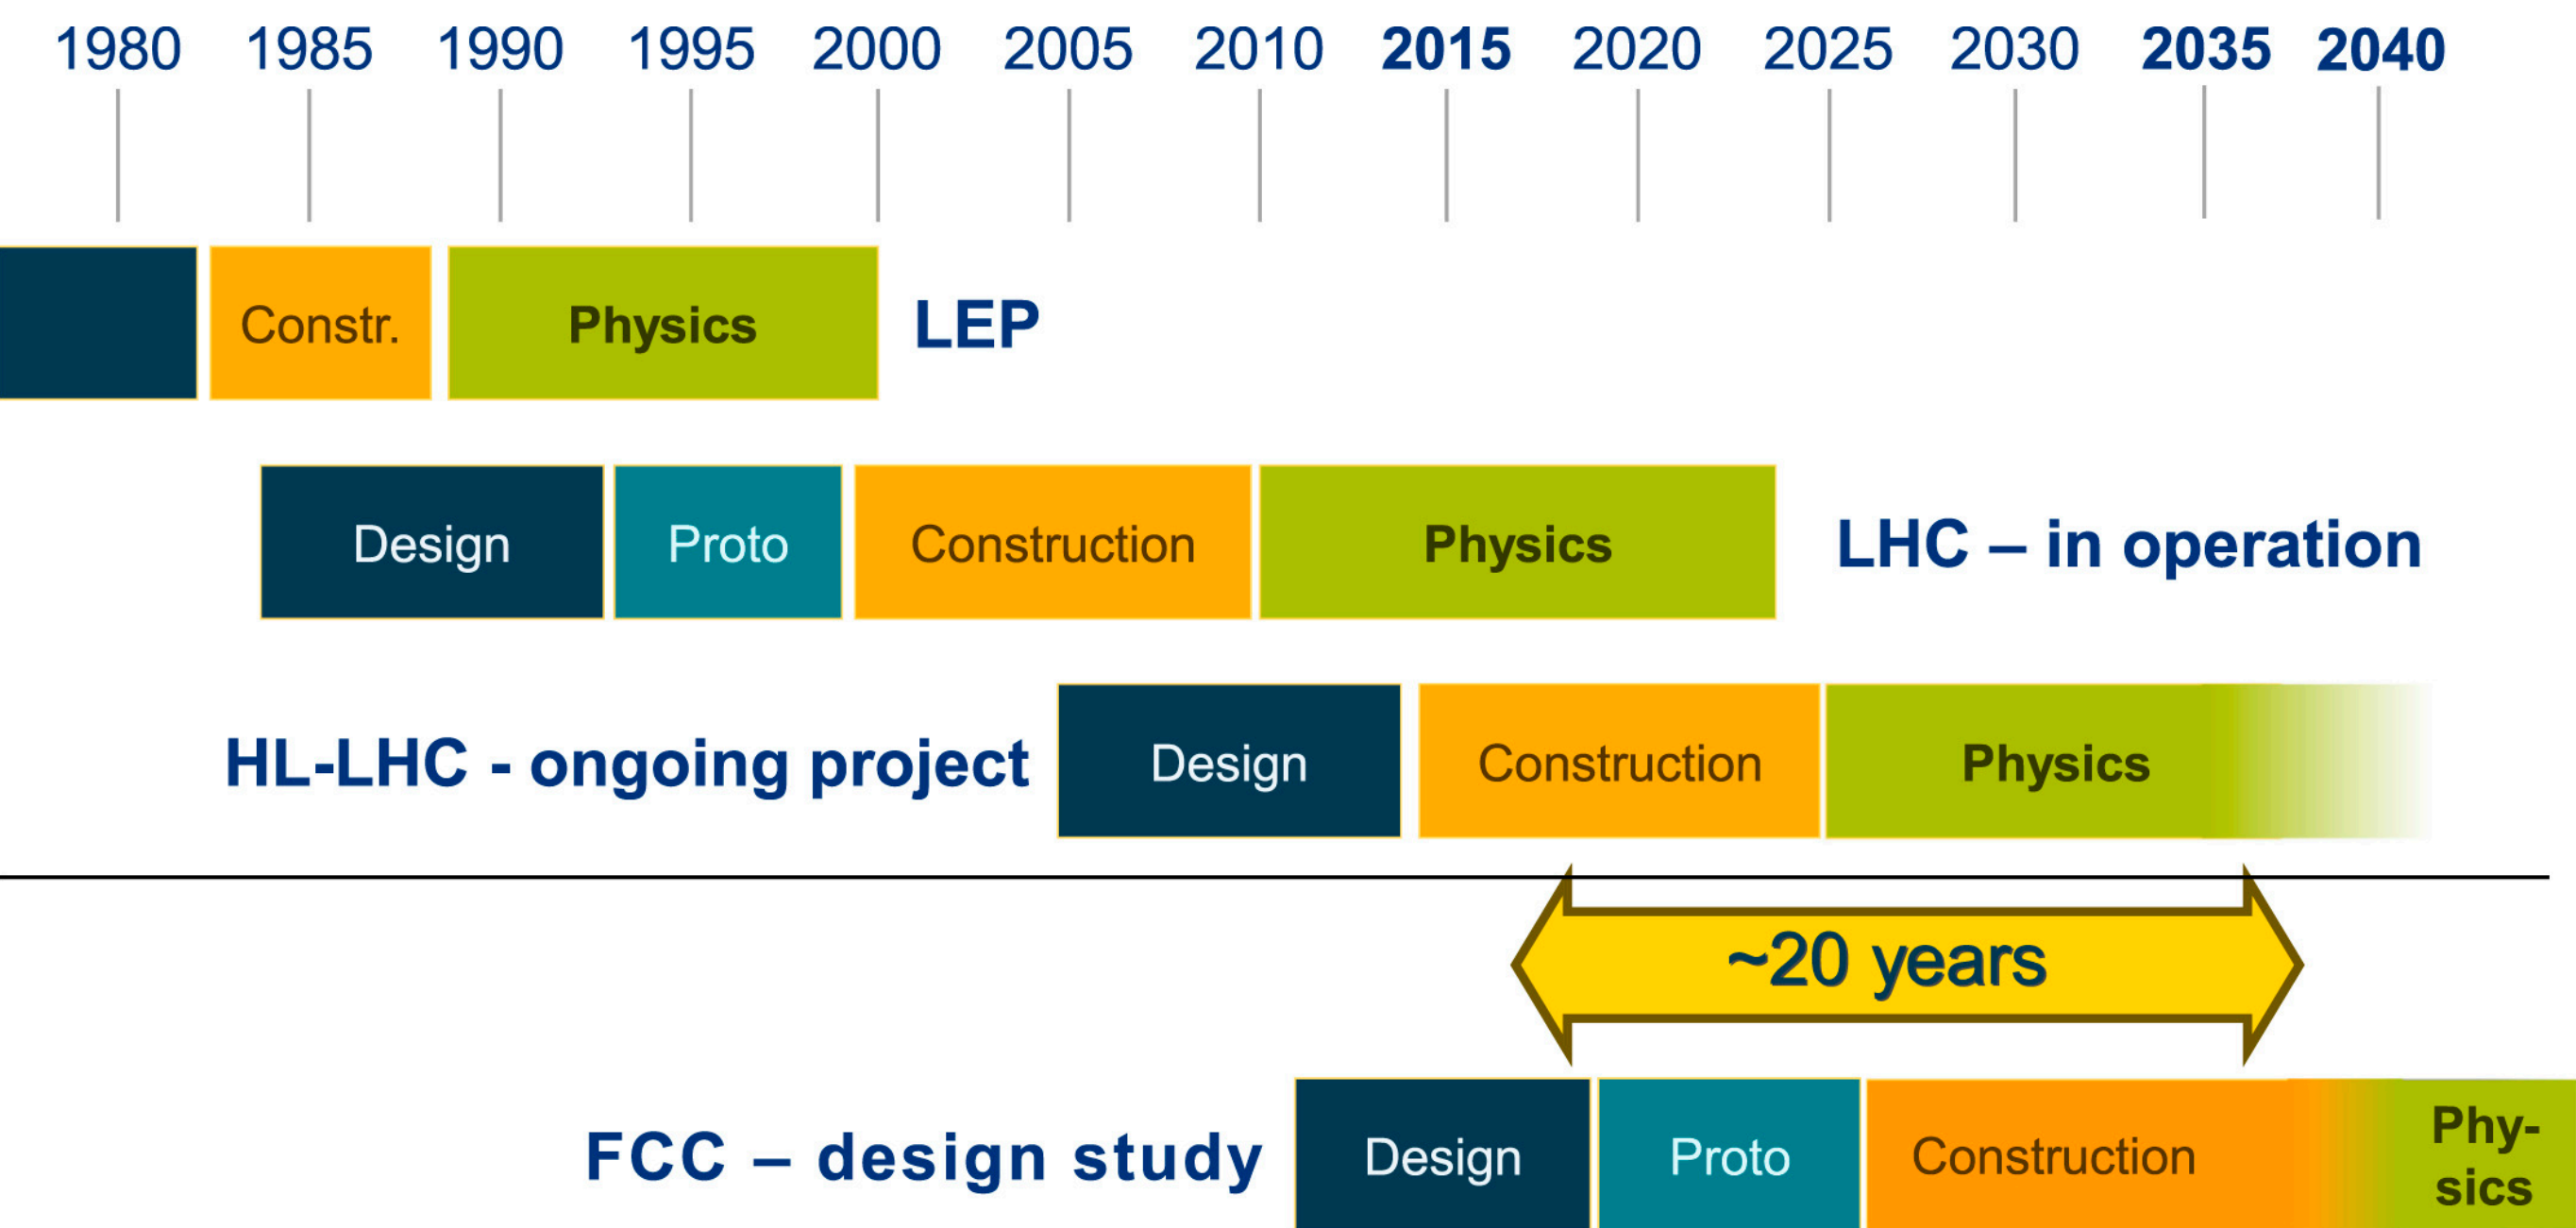 1980 1985 1990 1995 2000 2005 2010 2015 2020 2025 2030 2035 2040
Constr. Physics LEP
Design Proto Construction Physics LHC – in operation
HL-LHC - ongoing project Design Construction Physics
~20 years
FCC – design study Design Proto Construction Phy-
sics